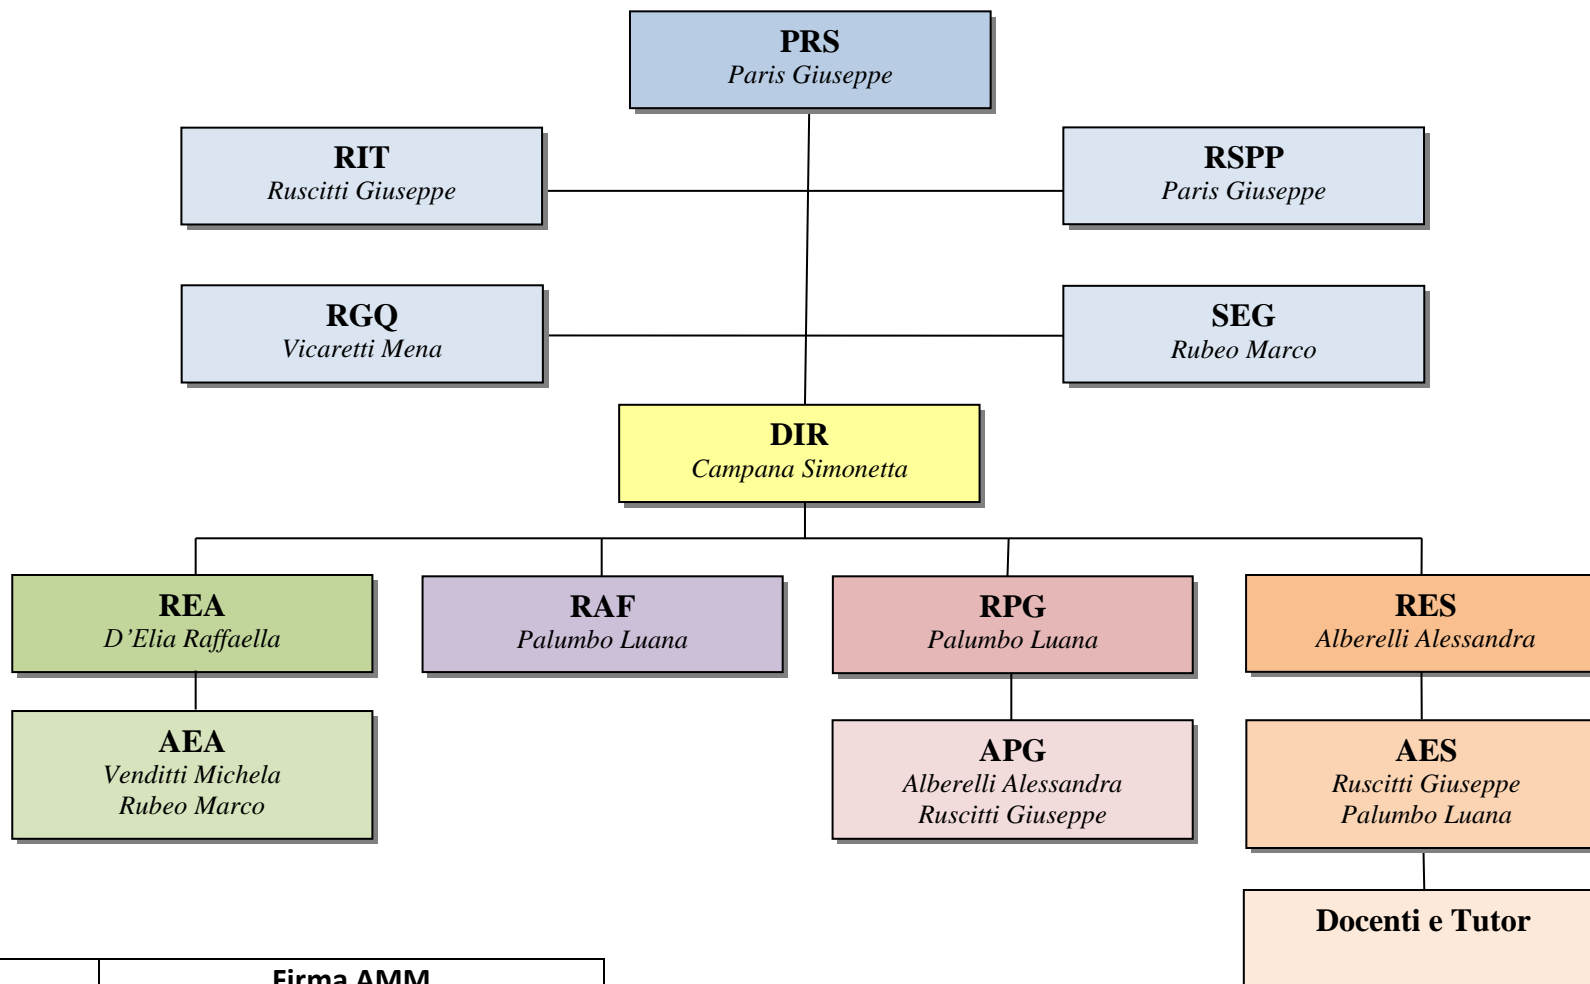 PRS
Paris Giuseppe
RIT
Ruscitti Giuseppe
RSPP
Paris Giuseppe
RGQ
Vicaretti Mena
SEG
Rubeo Marco
DIR
Campana Simonetta
REA
D’Elia Raffaella
RAF
Palumbo Luana
RPG
Palumbo Luana
RES
Alberelli Alessandra
AEA
Venditti Michela
Rubeo Marco
APG
Alberelli Alessandra
Ruscitti Giuseppe
AES
Ruscitti Giuseppe
Palumbo Luana
Docenti e Tutor
Firma AMM